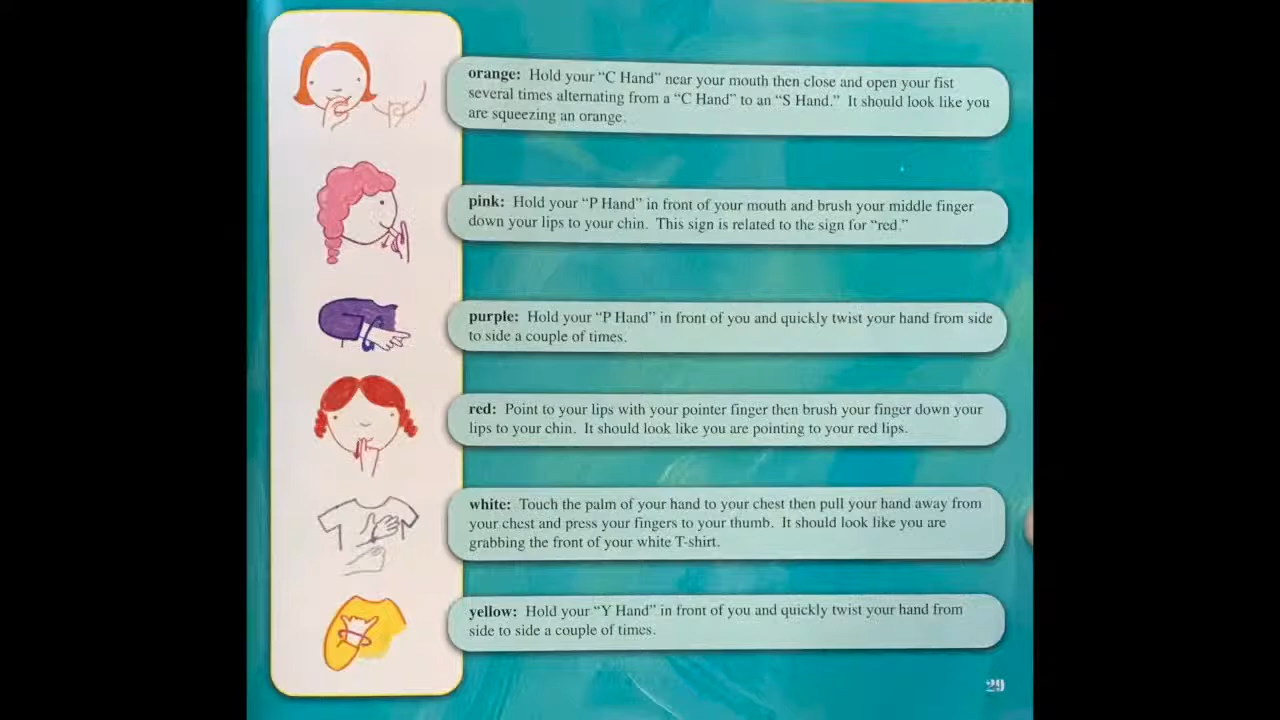 orange: Hold your “C Hand” near your mouth then close and open your fist
several times alternating from a “C Hand” to an “S Hand.” It should look like you
are squeezing an orange.
pink: Hold your “P Hand” in front of your mouth and brush your middle finger
down your lips to your chin. This sign is related to the sign for “red.”
purple: Hold your “P Hand” in front of you and quickly twist your hand from side
to side a couple of times.
red: Point to your lips with your pointer finger then brush your finger down your
lips to your chin. It should look like you are pointing to your red lips.
white: Touch the palm of your hand to your chest then pull your hand away from
your chest and press your fingers to your thumb. It should look like you are
grabbing the front of your white T-shirt.
yellow: Hold your “Y Hand” in front of you and quickly twist your hand from
side to side a couple of times.
29